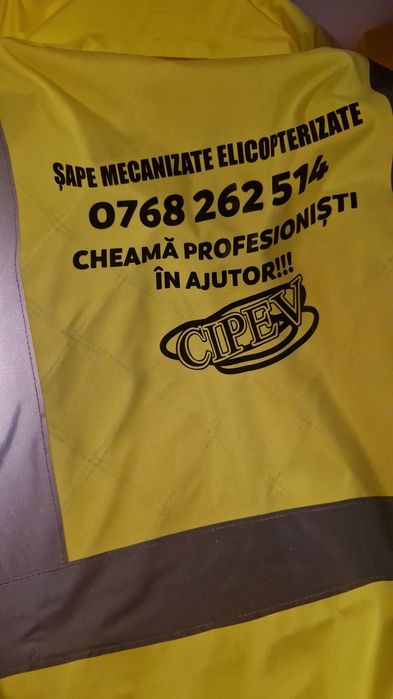 ȘAPE MECANIZATE ELICOPTERIZATE
0768 262 514
CHEAMĂ PROFESIONIȘTI
ÎN AJUTOR!!!
CIPEV